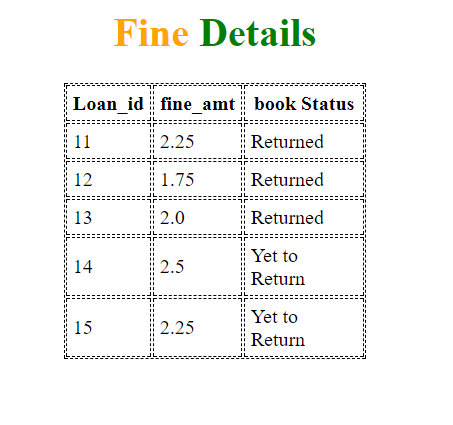 Fine Details
Loan_id fine_amt book Status
11 2.25 Returned
12 1.75 Returned
13 2.0 Returned
14 2.5 Yet to
Return
15 2.25 Yet to
Return